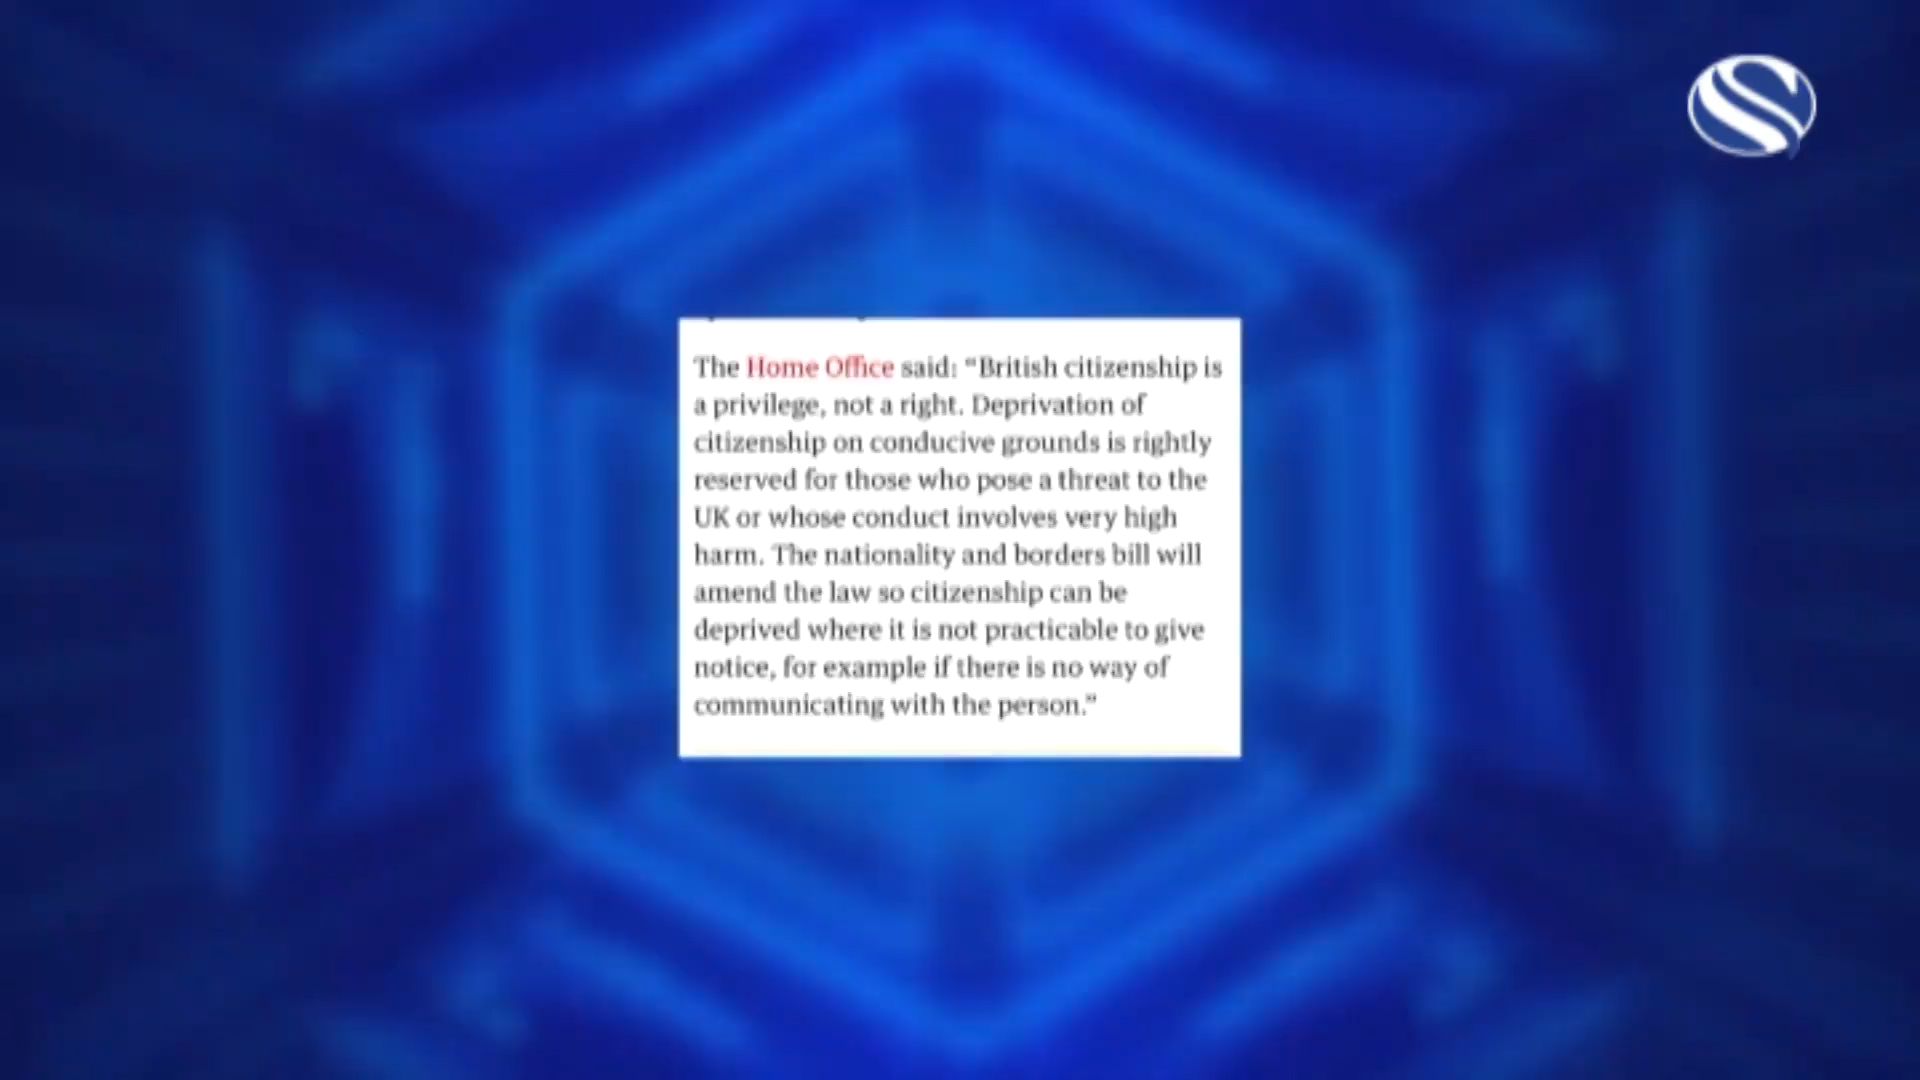 The Home Office said: “British citizenship is
a privilege, not a right. Deprivation of
citizenship on conducive grounds is rightly
reserved for those who pose a threat to the
UK or whose conduct involves very high
harm. The nationality and borders bill will
amend the law so citizenship can be
deprived where it is not practicable to give
notice, for example if there is no way of
communicating with the person.”